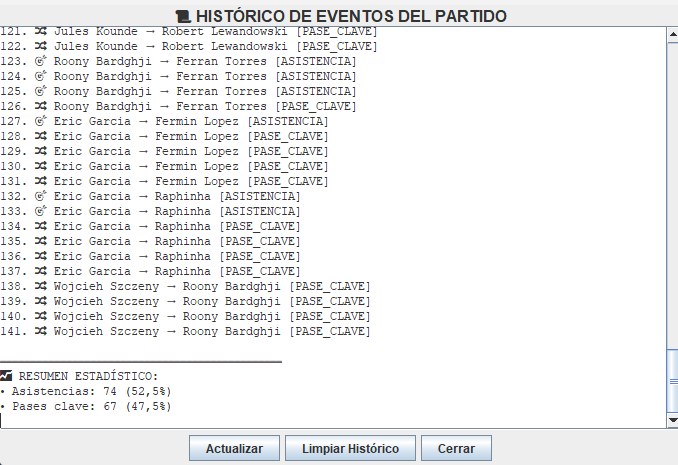 HISTÓRICO DE EVENTOS DEL PARTIDO
121. Jules Kounde → Robert Lewandowski [PASE_CLAVE]
122. Jules Kounde → Robert Lewandowski [PASE_CLAVE]
123. Roony Bardghji → Ferran Torres [ASISTENCIA]
124. Roony Bardghji → Ferran Torres [ASISTENCIA]
125. Roony Bardghji → Ferran Torres [ASISTENCIA]
126. Roony Bardghji → Ferran Torres [PASE_CLAVE]
127. Eric Garcia → Fermin Lopez [ASISTENCIA]
128. Eric Garcia → Fermin Lopez [PASE_CLAVE]
129. Eric Garcia → Fermin Lopez [PASE_CLAVE]
130. Eric Garcia → Fermin Lopez [PASE_CLAVE]
131. Eric Garcia → Fermin Lopez [PASE_CLAVE]
132. Eric Garcia → Raphinha [ASISTENCIA]
133. Eric Garcia → Raphinha [ASISTENCIA]
134. Eric Garcia → Raphinha [PASE_CLAVE]
135. Eric Garcia → Raphinha [PASE_CLAVE]
136. Eric Garcia → Raphinha [PASE_CLAVE]
137. Eric Garcia → Raphinha [PASE_CLAVE]
138. Wojcieh Szczeny → Roony Bardghji [PASE_CLAVE]
139. Wojcieh Szczeny → Roony Bardghji [PASE_CLAVE]
140. Wojcieh Szczeny → Roony Bardghji [PASE_CLAVE]
141. Wojcieh Szczeny → Roony Bardghji [PASE_CLAVE]
RESUMEN ESTADÍSTICO:
• Asistencias: 74 (52,5%)
• Pases clave: 67 (47,5%)
Actualizar Limpiar Histórico Cerrar